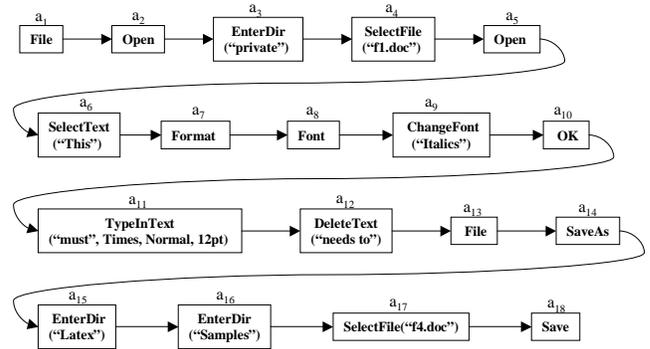 a1 a2 a3 a4 a5
File Open EnterDir SelectFile Open
(“private”) (“f1.doc”)
a6 a7 a8 a9 a10
SelectText Format Font ChangeFont OK
(“This”) (“Italics”)
a11 a12 a13 a14
TypeInText DeleteText File SaveAs
(“must”, Times, Normal, 12pt) (“needs to”)
a15 a16 a17 a18
EnterDir EnterDir SelectFile(“f4.doc”) Save
(“Latex”) (“Samples”)